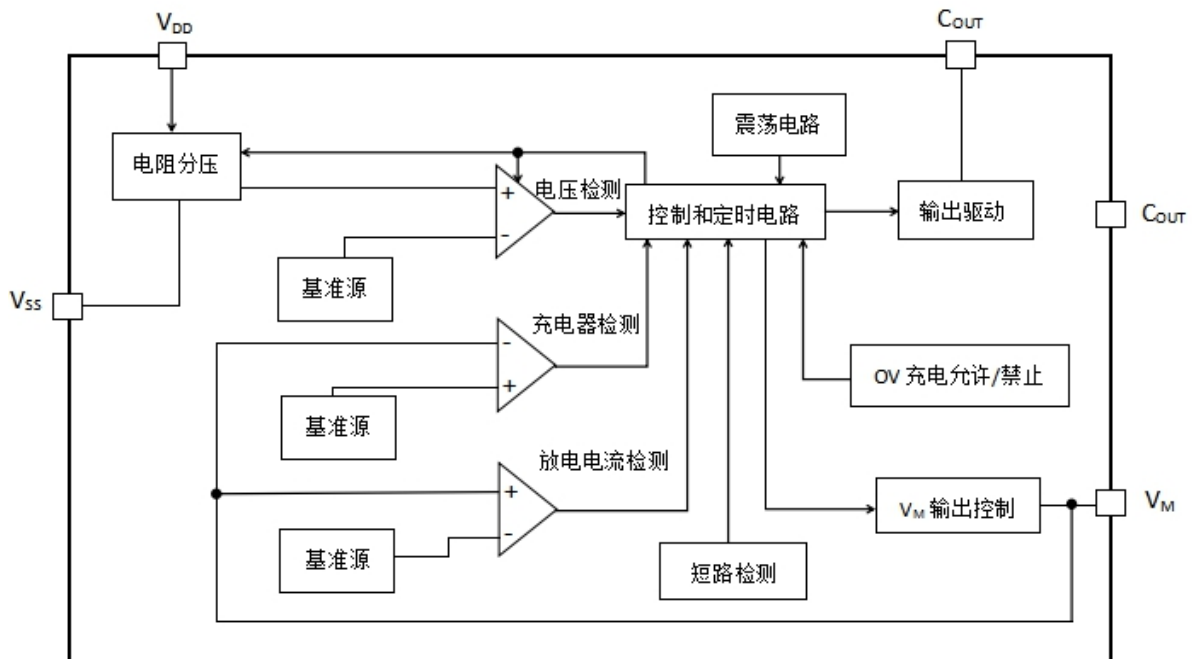 VDD
COUT
震荡电路
电阻分压
+
电压检测
控制和定时电路
输出驱动
COUT
-
基准源
VSS
充电器检测
-
+
OV 充电允许/禁止
基准源
放电电流检测
+
VM 输出控制
VM
-
基准源
短路检测